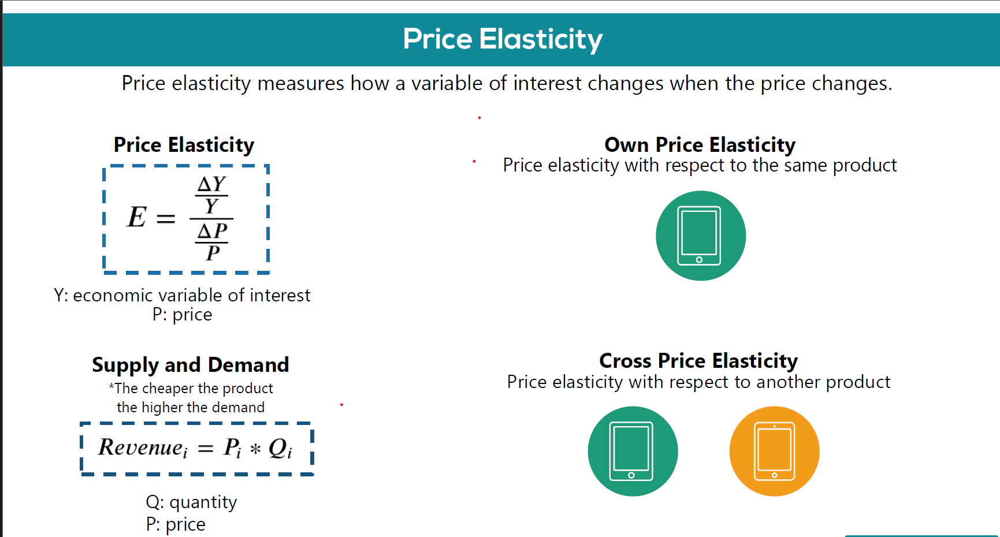 Price Elasticity
Price elasticity measures how a variable of interest changes when the price changes.
Price Elasticity
E = \frac{\frac{ΔY}{Y}}{\frac{ΔP}{P}}
Y: economic variable of interest
P: price
Supply and Demand
*The cheaper the product
the higher the demand
Revenue_i = P_i * Q_i
Q: quantity
P: price
Own Price Elasticity
Price elasticity with respect to the same product
Cross Price Elasticity
Price elasticity with respect to another product